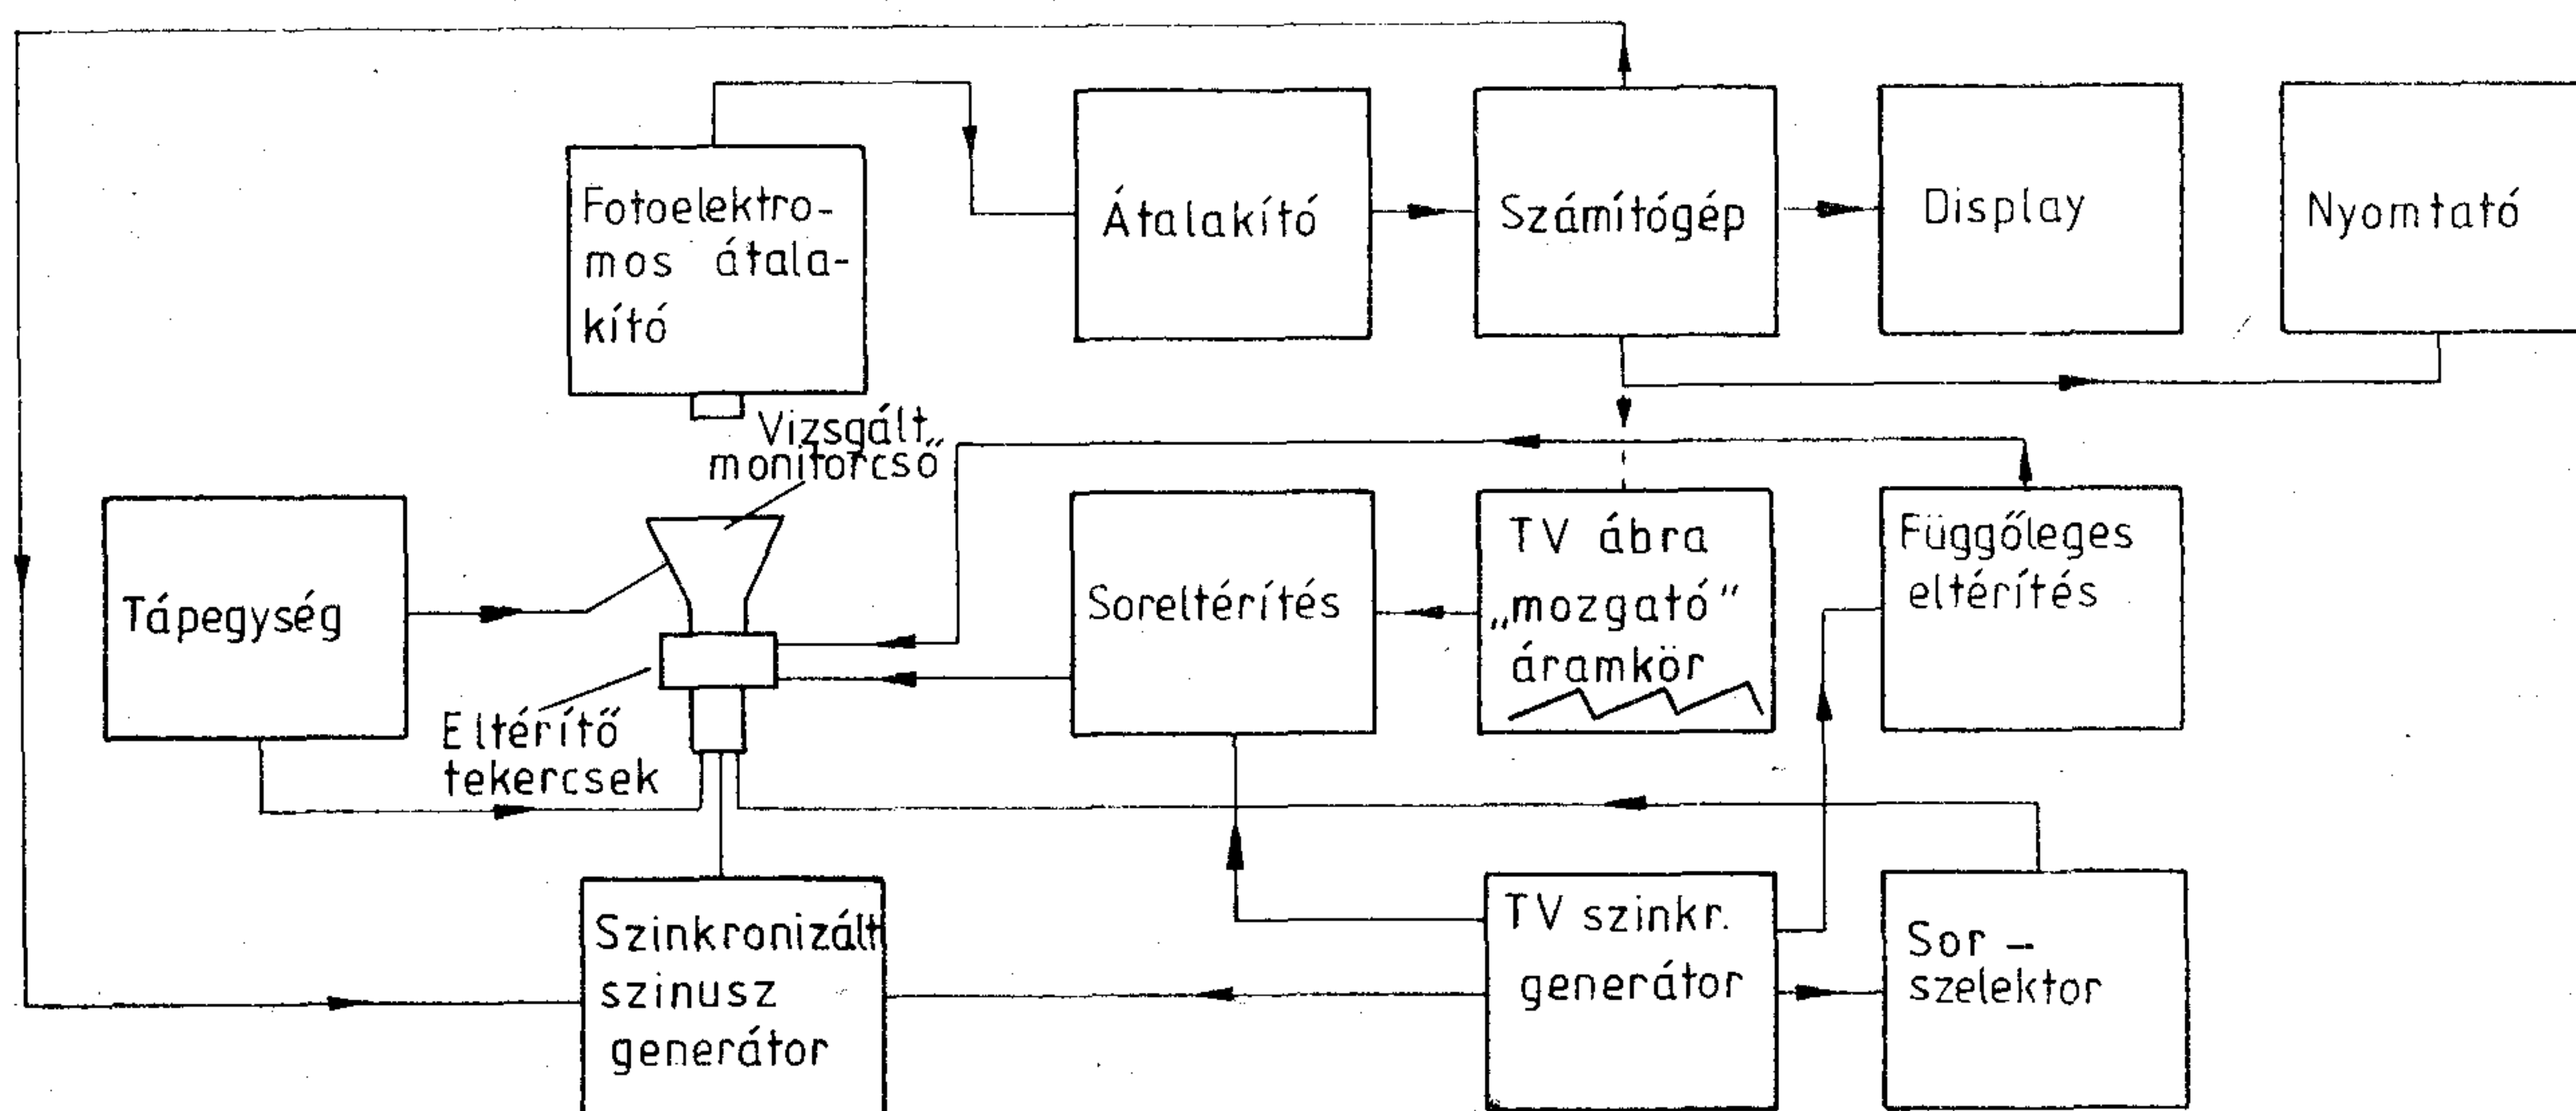 Fotoelektro-
mos átala-
kító
Átalakító
Számítógép
Display
Nyomtató
Vizsgált
monitorcső
Tápegység
Eltérítő
tekercsek
Soreltérítés
TV ábra
„mozgató"
áramkör
Függőleges
eltérítés
Szinkronizált
szinusz
generátor
TV szinkr.
generátor
Sor –
szelektor